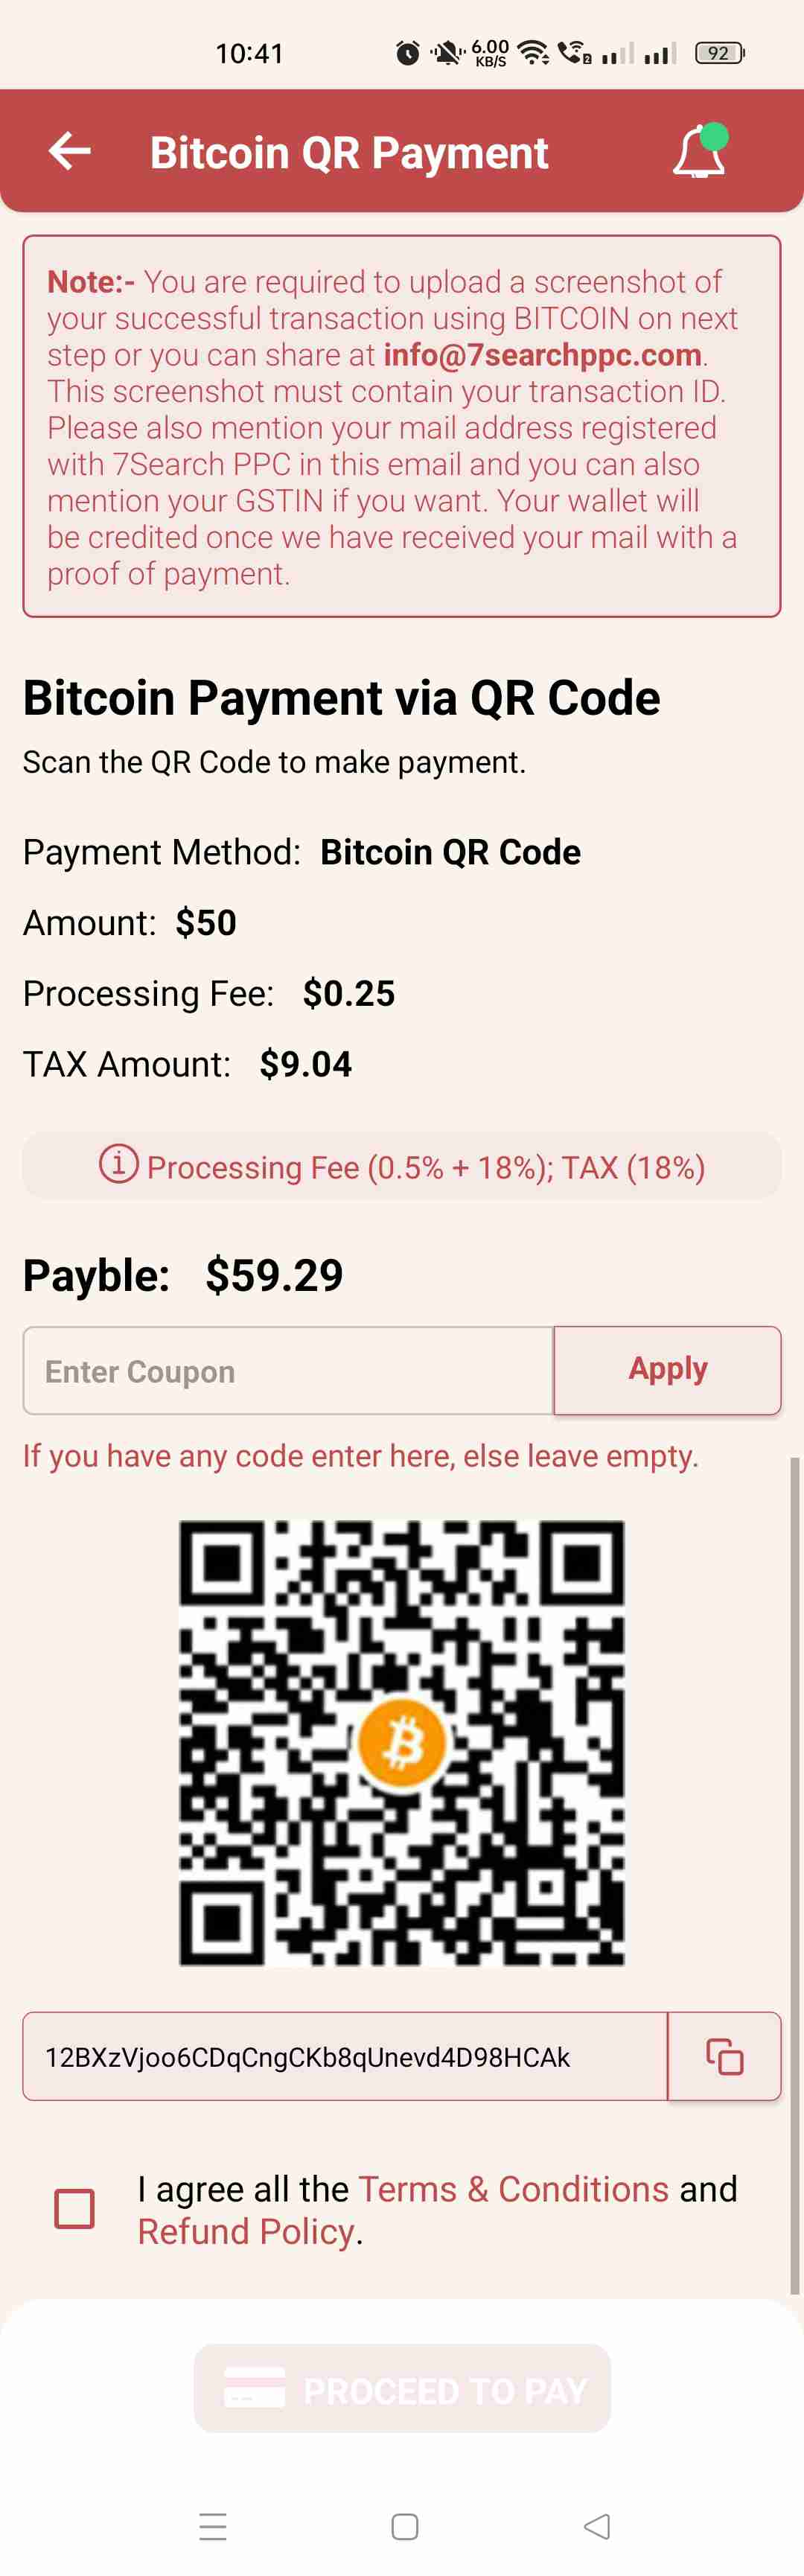 10:41
6.00
KB/S
2
92
Bitcoin QR Payment
Note:- You are required to upload a screenshot of
your successful transaction using BITCOIN on next
step or you can share at info@7searchppc.com.
This screenshot must contain your transaction ID.
Please also mention your mail address registered
with 7Search PPC in this email and you can also
mention your GSTIN if you want. Your wallet will
be credited once we have received your mail with a
proof of payment.
Bitcoin Payment via QR Code
Scan the QR Code to make payment.
Payment Method: Bitcoin QR Code
Amount: $50
Processing Fee: $0.25
TAX Amount: $9.04
Processing Fee (0.5% + 18%); TAX (18%)
Payble: $59.29
Enter Coupon
Apply
If you have any code enter here, else leave empty.
12BXzVjoo6CDqCngCKb8qUnevd4D98HCAk
I agree all the Terms & Conditions and
Refund Policy.
PROCEED TO PAY